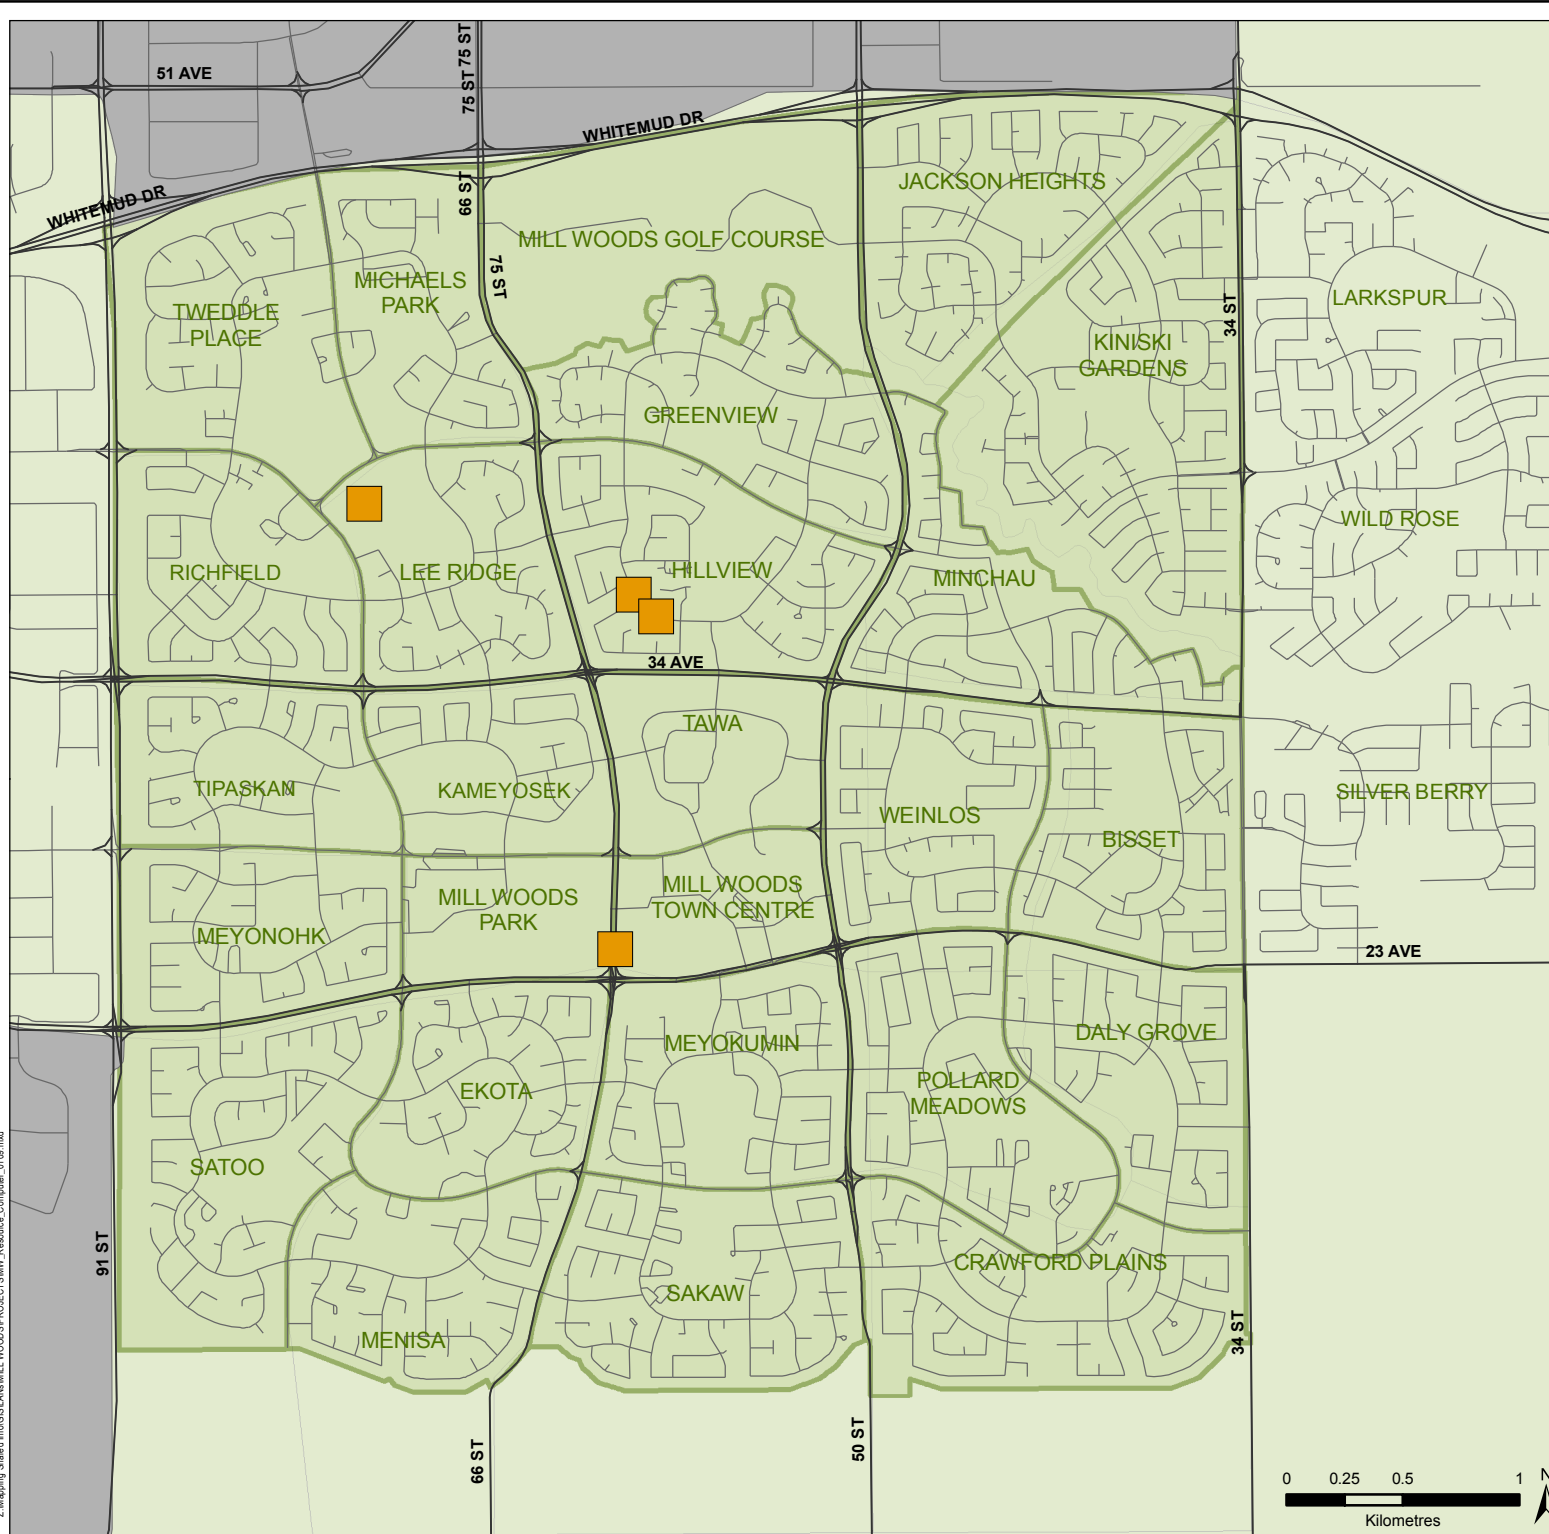 75 ST
51 AVE
75 ST
WHITEMUD DR
WHITEMUD DR
66 ST
JACKSON HEIGHTS
MILL WOODS GOLF COURSE
75 ST
MICHAELS
PARK
TWEDDLE
PLACE
34 ST
LARKSPUR
KINISKI
GARDENS
GREENVIEW
WILD ROSE
RICHFIELD
LEE RIDGE
HILLVIEW
MINCHAU
34 AVE
TAWA
TIPASKAN
KAMEYOSEK
WEINLOS
SILVER BERRY
BISSET
MILL WOODS
PARK
MILL WOODS
TOWN CENTRE
MEYONOHK
23 AVE
DALY GROVE
MEYOKUMIN
EKOTA
POLLARD
MEADOWS
SATOO
91 ST
CRAWFORD PLAINS
SAKAW
MENISA
34 ST
66 ST
50 ST
0 0.25 0.5 1
Kilometres
N